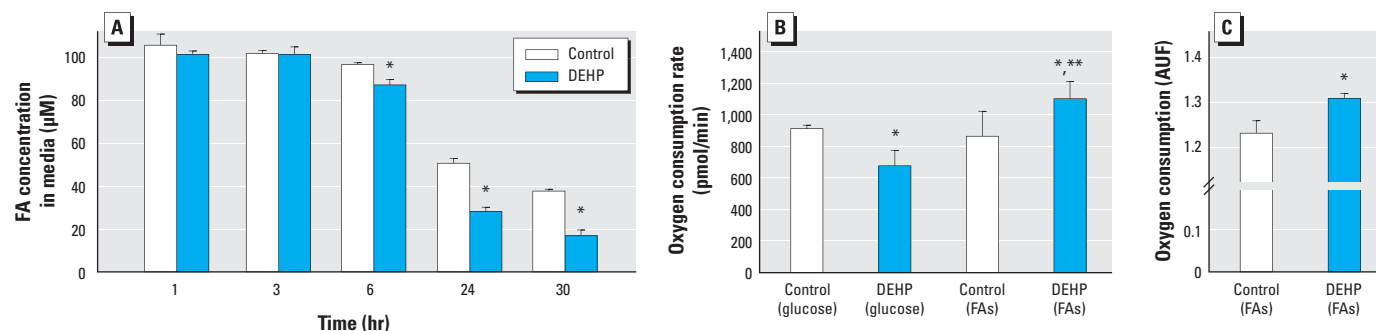 A
FA concentration
in media (µM)
100
80
60
40
20
0
Control
DEHP
*
*
*
1
3
6
24
30
Time (hr)
B
Oxygen consumption rate
(pmol/min)
1,400
1,200
1,000
800
600
400
200
0
*
*,**
Control
(glucose)
DEHP
(glucose)
Control
(FAs)
DEHP
(FAs)
C
Oxygen consumption (AUF)
1.4
1.3
1.2
0.1
0
*
Control
(FAs)
DEHP
(FAs)